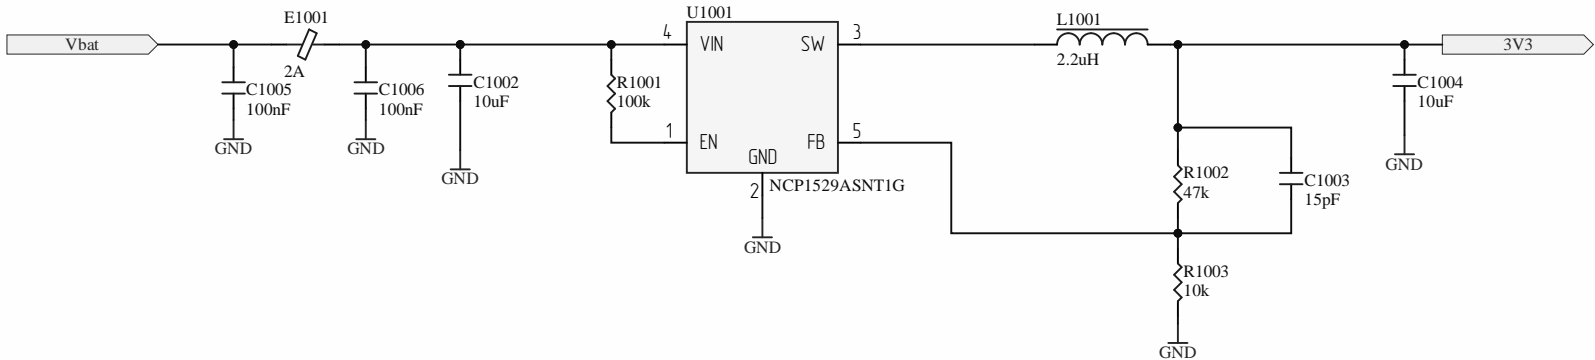 Vbat
E1001
2A
C1005
100nF
GND
C1006
100nF
GND
C1002
10uF
GND
R1001
100k
U1001
4
VIN
SW
3
1
EN
FB
5
GND
2
NCP1529ASNT1G
GND
L1001
2.2uH
3V3
C1004
10uF
GND
R1002
47k
C1003
15pF
R1003
10k
GND